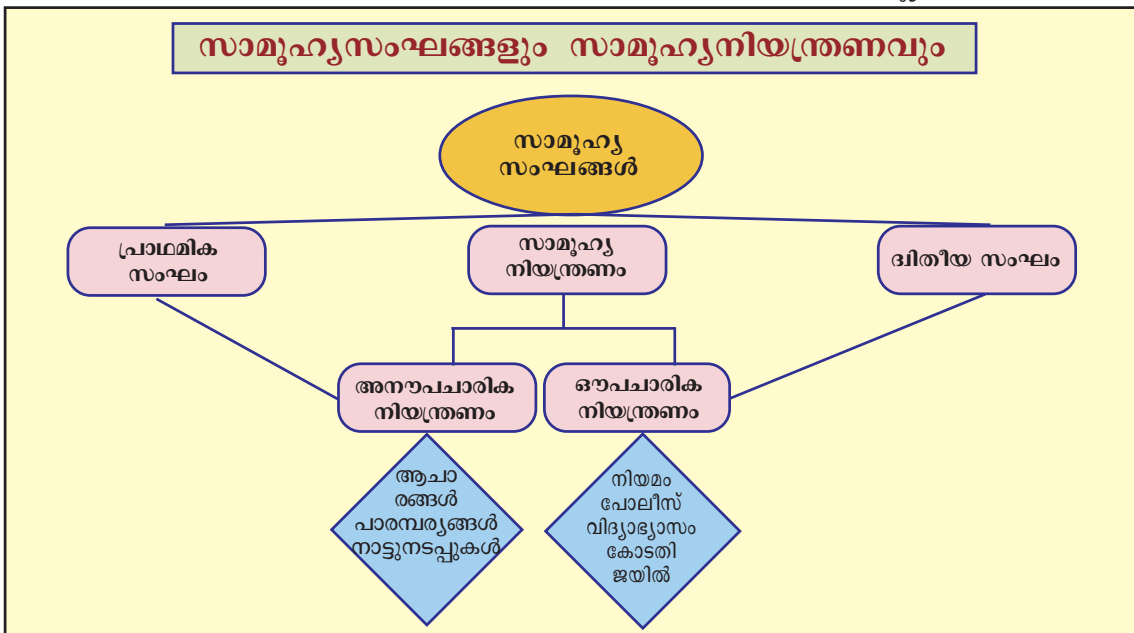 സാമൂഹ്യസംഘങ്ങളും സാമൂഹ്യനിയന്ത്രണവും
സാമൂഹ്യ
സംഘങ്ങൾ
പ്രാഥമിക
സംഘം
സാമൂഹ്യ
നിയന്ത്രണം
ദ്വിതീയ സംഘം
അനൗപചാരിക
നിയന്ത്രണം
ഔപചാരിക
നിയന്ത്രണം
ആചാ
രങ്ങൾ
പാരമ്പര്യങ്ങൾ
നാട്ടുനടപ്പുകൾ
നിയമം
പോലീസ്
വിദ്യാഭ്യാസം
കോടതി
ജയിൽ